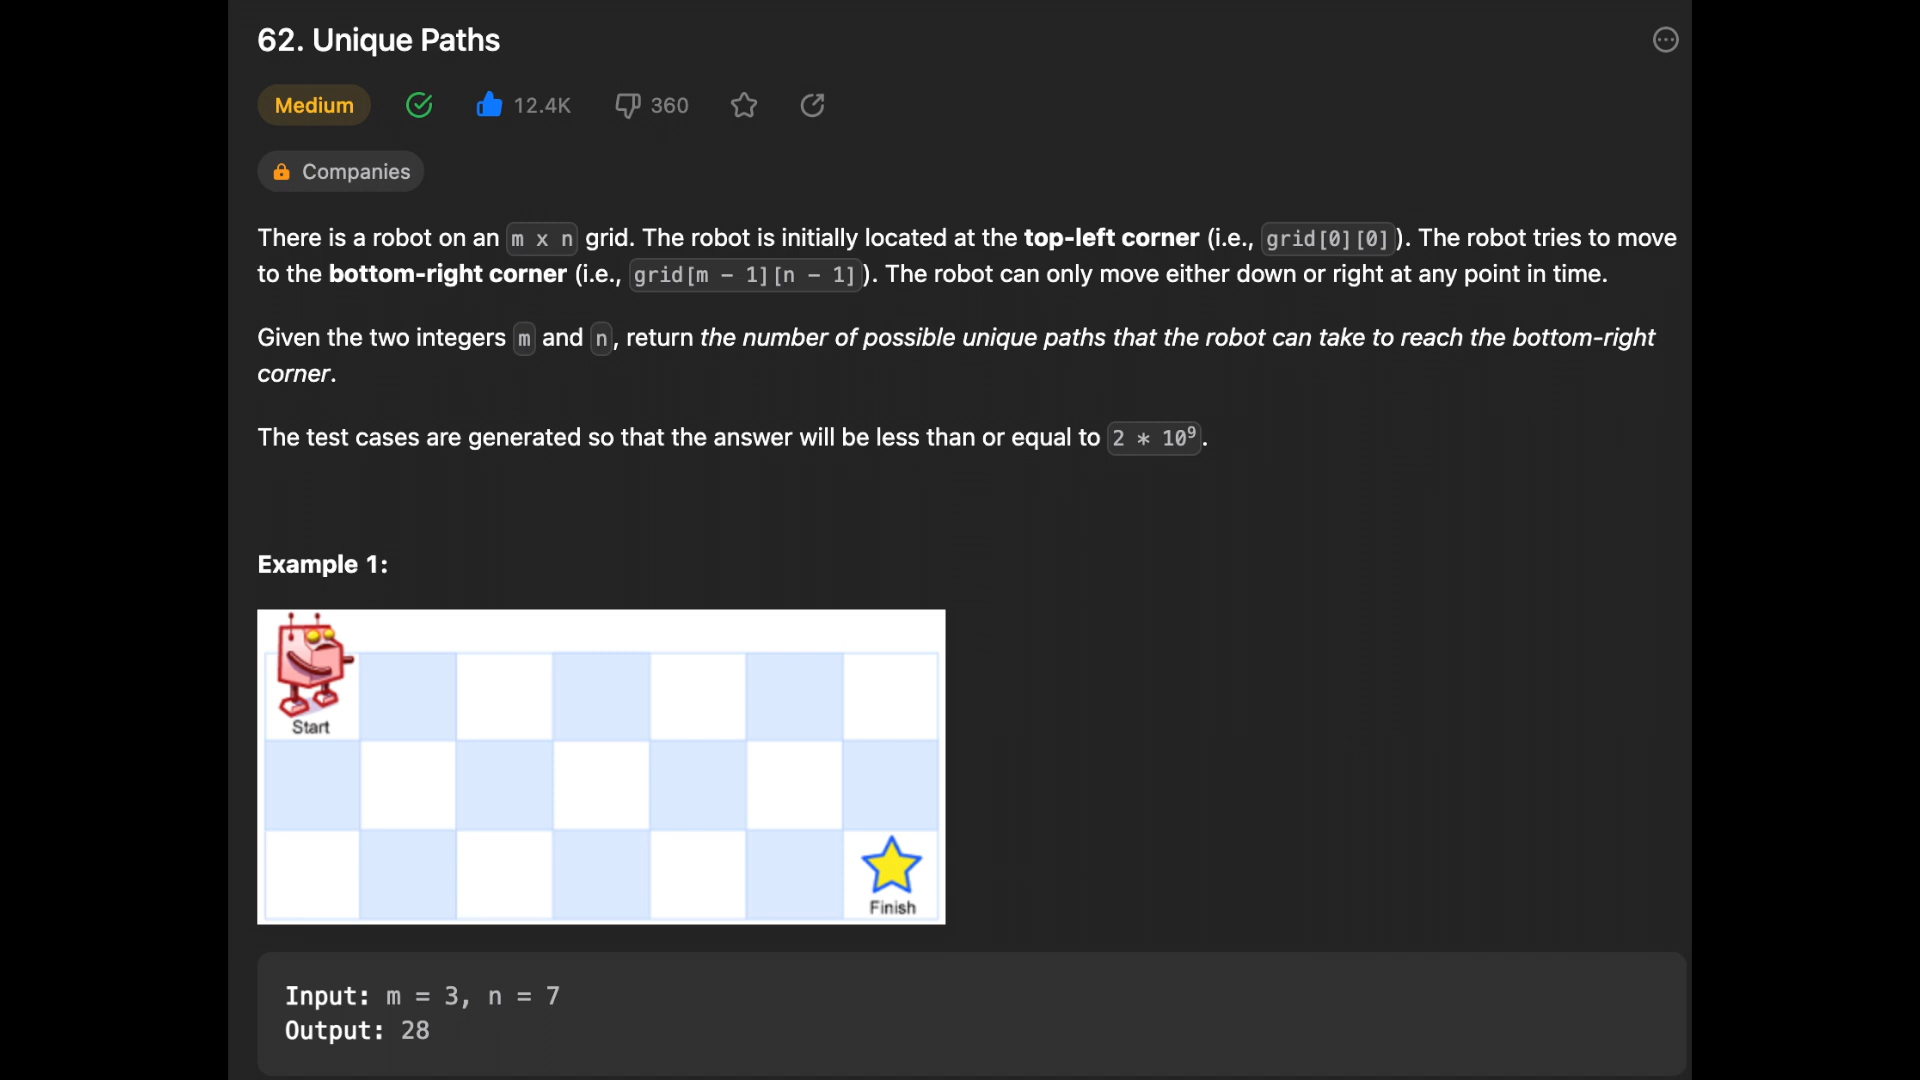 62. Unique Paths
Medium 12.4K 360
Companies
There is a robot on an m x n grid. The robot is initially located at the top-left corner (i.e., grid[0][0]). The robot tries to move
to the bottom-right corner (i.e., grid[m - 1][n - 1]). The robot can only move either down or right at any point in time.
Given the two integers m and n, return the number of possible unique paths that the robot can take to reach the bottom-right
corner.
The test cases are generated so that the answer will be less than or equal to 2 * 10⁹.
Example 1:
Start
Finish
Input: m = 3, n = 7
Output: 28